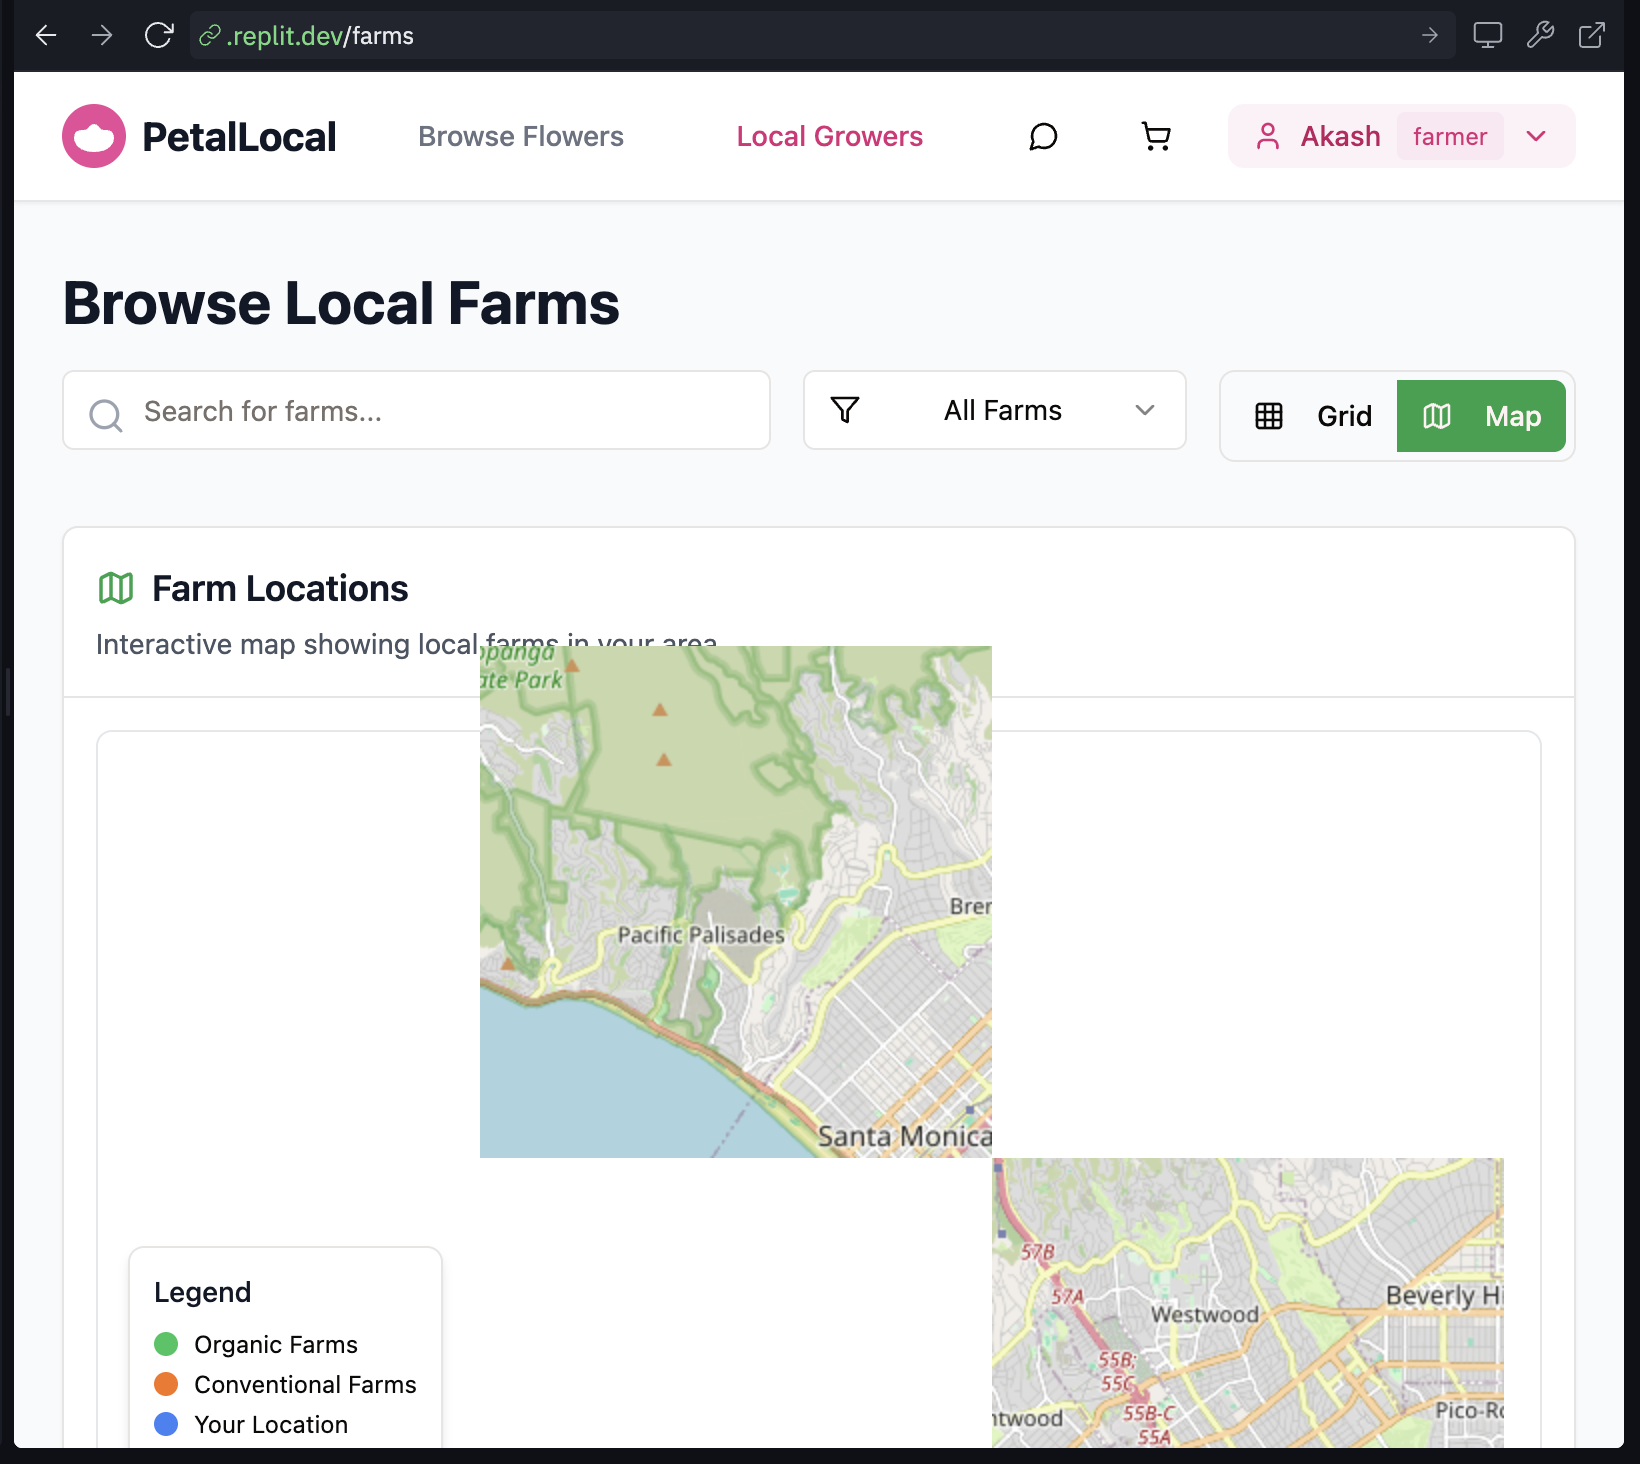 .replit.dev/farms
PetalLocal
Browse Flowers
Local Growers
Akash
farmer
Browse Local Farms
Search for farms...
All Farms
Grid
Map
Farm Locations
Interactive map showing local farms in your area
opanga
ate Park
Pacific Palisades
Bren
Santa Monica
57B
57A
Westwood
Beverly Hi
55B;
55C
55B-C
55A
ntwood
Pico-Ro
Legend
Organic Farms
Conventional Farms
Your Location